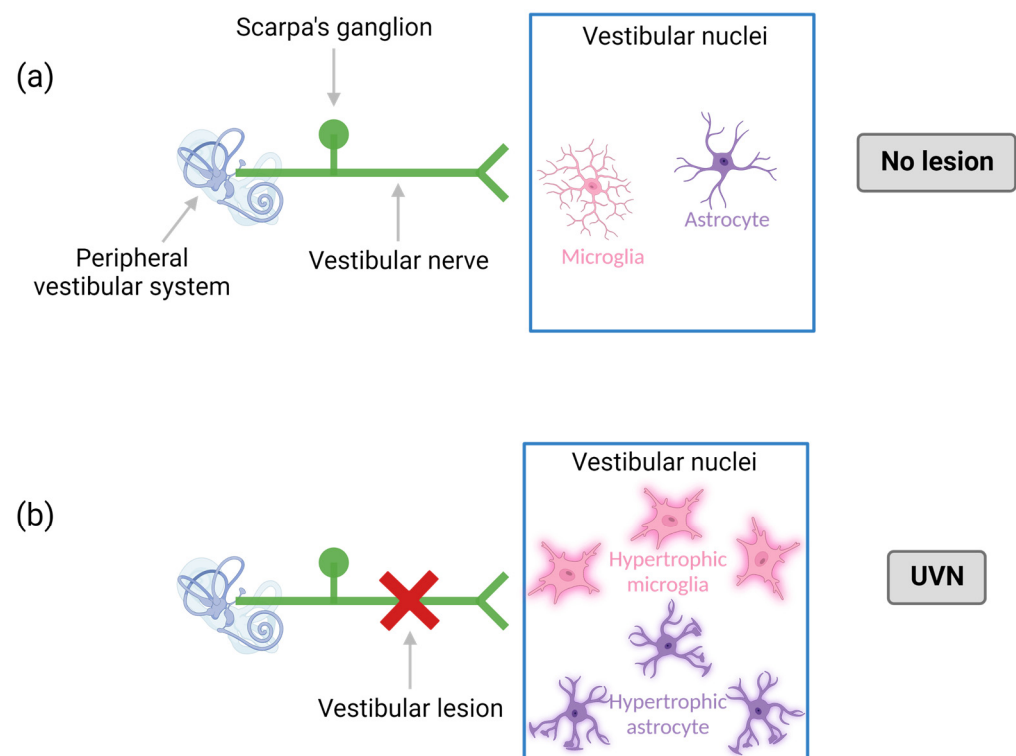 Scarpa's ganglion
Vestibular nuclei
(a)
No lesion
Astrocyte
Microglia
Peripheral
vestibular system
Vestibular nerve
Vestibular nuclei
(b)
Hypertrophic
microglia
UVN
Vestibular lesion
Hypertrophic
astrocyte